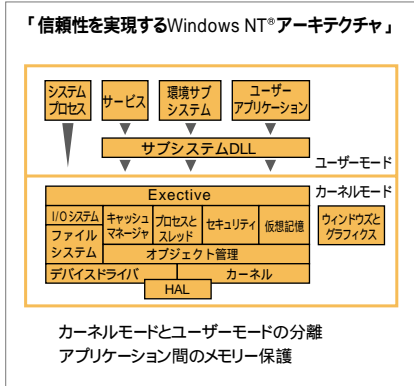 「信頼性を実現するWindows NT®アーキテクチャ」
システム
プロセス
サービス
環境サブ
システム
ユーザー
アプリケーション
サブシステムDLL
ユーザーモード
カーネルモード
Exective
I/Oシステム
ファイル
システム
キャッシュ
マネージャ
プロセスと
スレッド
セキュリティ
仮想記憶
ウィンドウズと
グラフィクス
オブジェクト管理
デバイスドライバ
カーネル
HAL
カーネルモードとユーザーモードの分離
アプリケーション間のメモリー保護